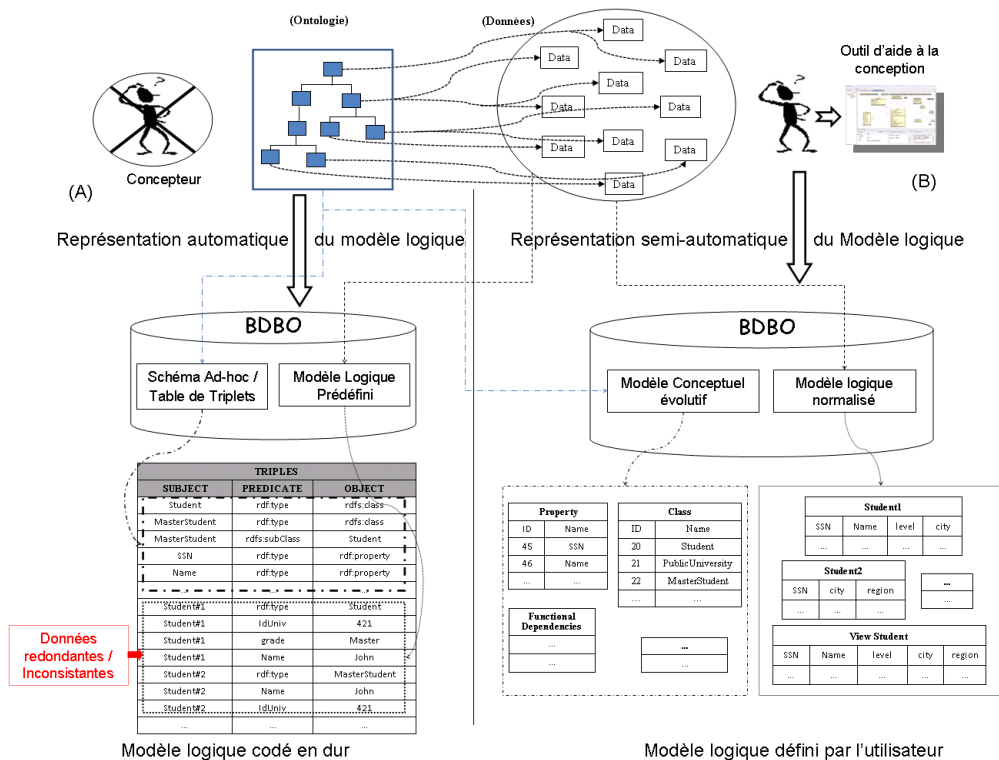 (Ontologie)
(Données)
Data
Data
Data
Data
Data
Data
Data
Data
Data
Data
Outil d'aide à la
conception
Concepteur
(A)
(B)
Représentation automatique du modèle logique
Représentation semi-automatique du Modèle logique
BDBO
Schéma Ad-hoc /
Table de Triplets
Modèle Logique
Prédéfini
BDBO
Modèle Conceptuel
évolutif
Modèle logique
normalisé
TRIPLES
SUBJECT PREDICATE OBJECT
Student rdf:type rdfs:class
MasterStudent rdf:type rdfs:class
MasterStudent rdfs:subClass Student
SSN rdf:type rdf:property
Name rdf:type rdf:property
... ... ...
Student#1 rdf:type Student
Student#1 IdUniv 421
Student#1 grade Master
Student#1 Name John
Student#2 rdf:type MasterStudent
Student#2 Name John
Student#2 IdUniv 421
... ... ...
Données
redondantes /
Inconsistantes
Property
ID Name
45 SSN
46 Name
... ...
Class
ID Name
20 Student
21 PublicUniversity
22 MasterStudent
... ...
Functional
Dependencies
...
...
...
...
Student1
SSN Name level city
... ... ... ...
Student2
SSN city region
... ... ...
...
...
View Student
SSN Name level city region
... ... ... ... ...
Modèle logique codé en dur
Modèle logique défini par l'utilisateur